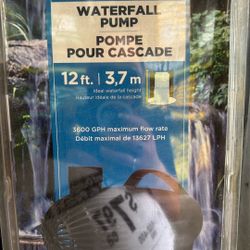 WATERFALL
PUMP
POMPE
POUR CASCADE
12 ft. | 3,7 m
Ideal waterfall height
Hauteur idéale de la cascade
3600 GPH maximum flow rate
Débit maximal de 13627 LPH